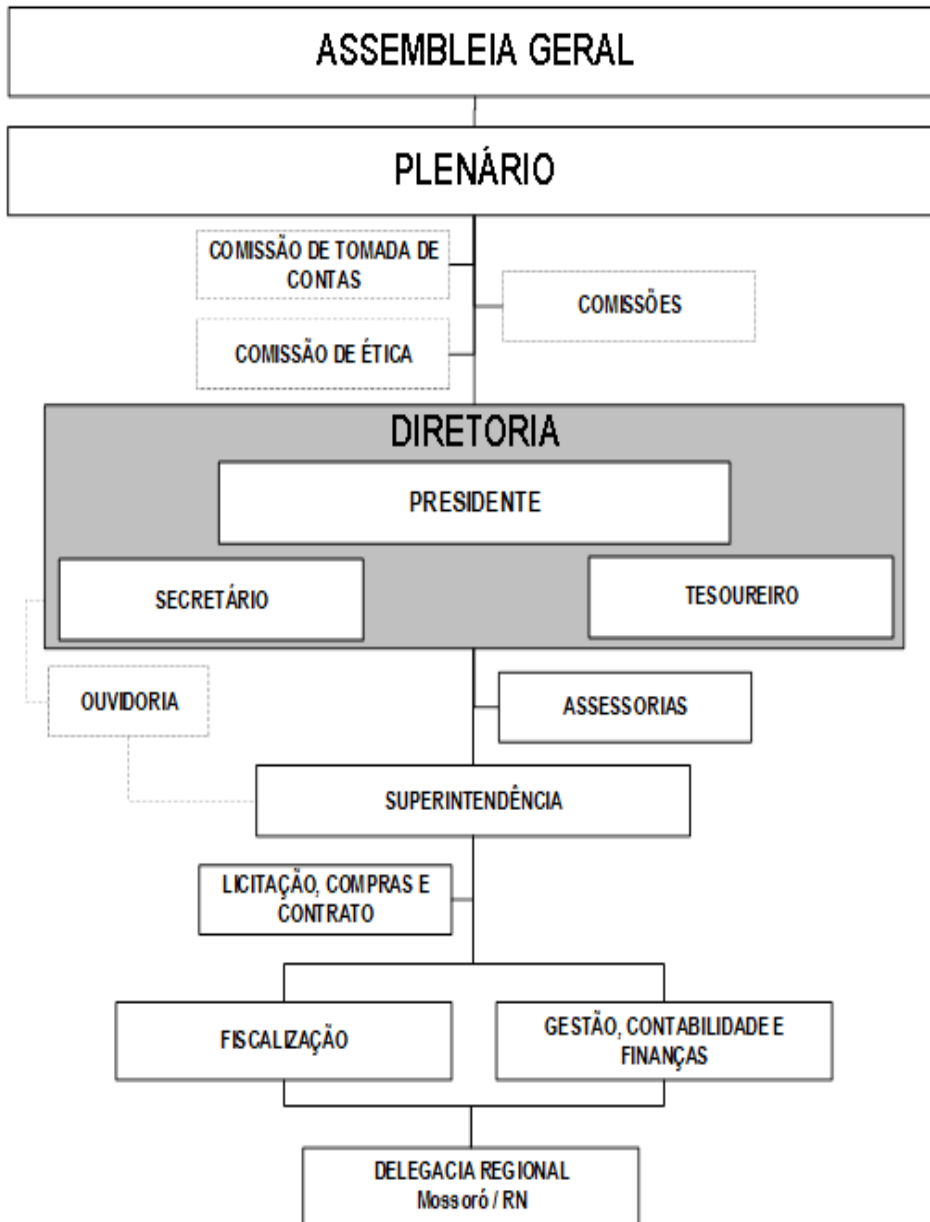 ASSEMBLEIA GERAL
PLENÁRIO
COMISSÃO DE TOMADA DE
CONTAS
COMISSÕES
COMISSÃO DE ÉTICA
DIRETORIA
PRESIDENTE
SECRETÁRIO
TESOUREIRO
OUVIDORIA
ASSESSORIAS
SUPERINTENDÊNCIA
LICITAÇÃO, COMPRAS E
CONTRATO
FISCALIZAÇÃO
GESTÃO, CONTABILIDADE E
FINANÇAS
DELEGACIA REGIONAL
Mossoró / RN